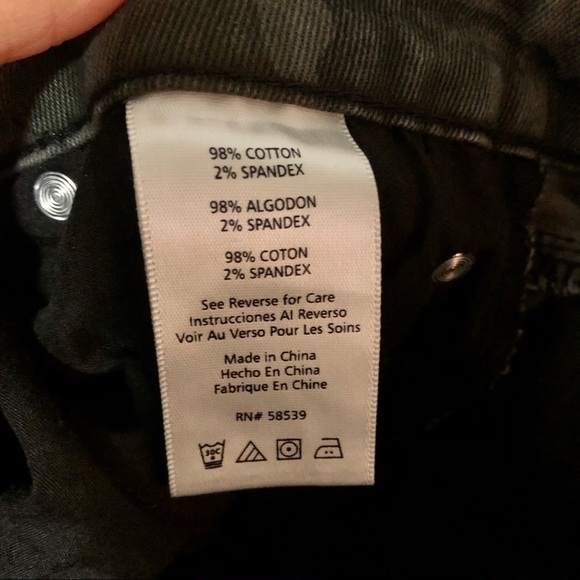 98% COTTON
2% SPANDEX
98% ALGODON
2% SPANDEX
98% COTON
2% SPANDEX
See Reverse for Care
Instrucciones Al Reverso
Voir Au Verso Pour Les Soins
Made in China
Hecho En China
Fabrique En Chine
RN# 58539
30C